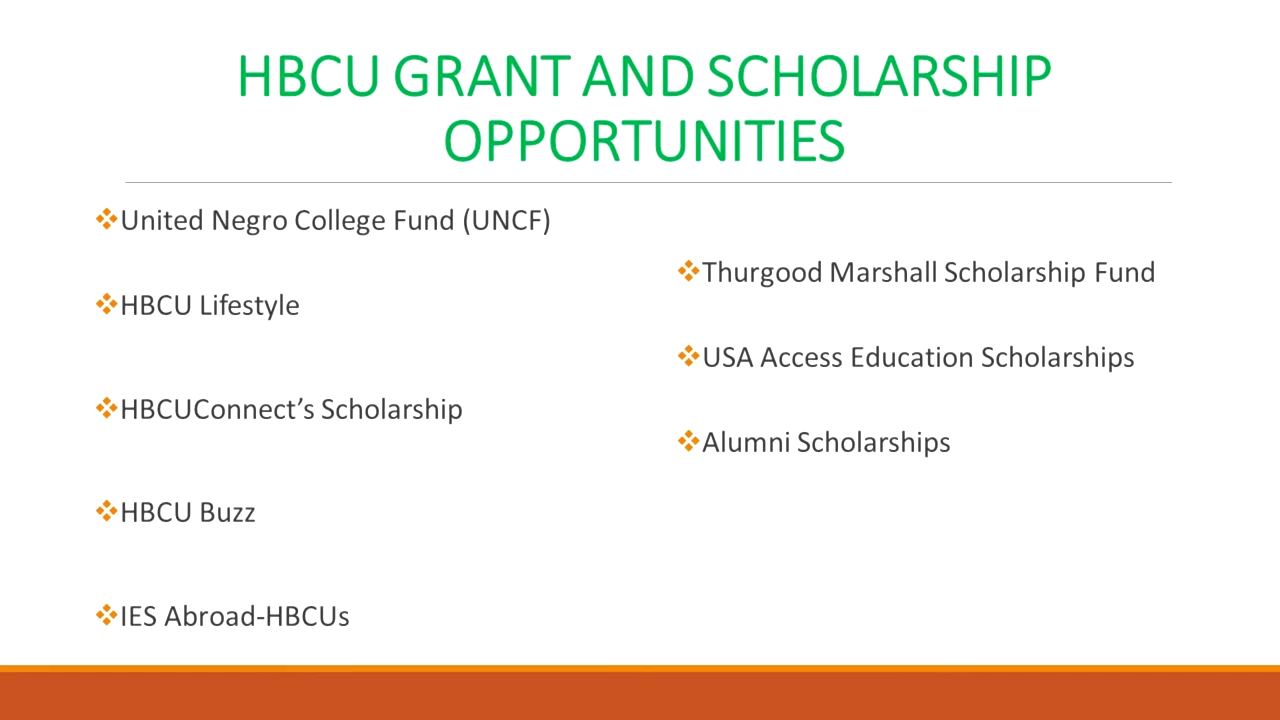 HBCU GRANT AND SCHOLARSHIP
OPPORTUNITIES
❖United Negro College Fund (UNCF)
❖HBCU Lifestyle
❖HBCUConnect’s Scholarship
❖HBCU Buzz
❖IES Abroad-HBCUs
❖Thurgood Marshall Scholarship Fund
❖USA Access Education Scholarships
❖Alumni Scholarships